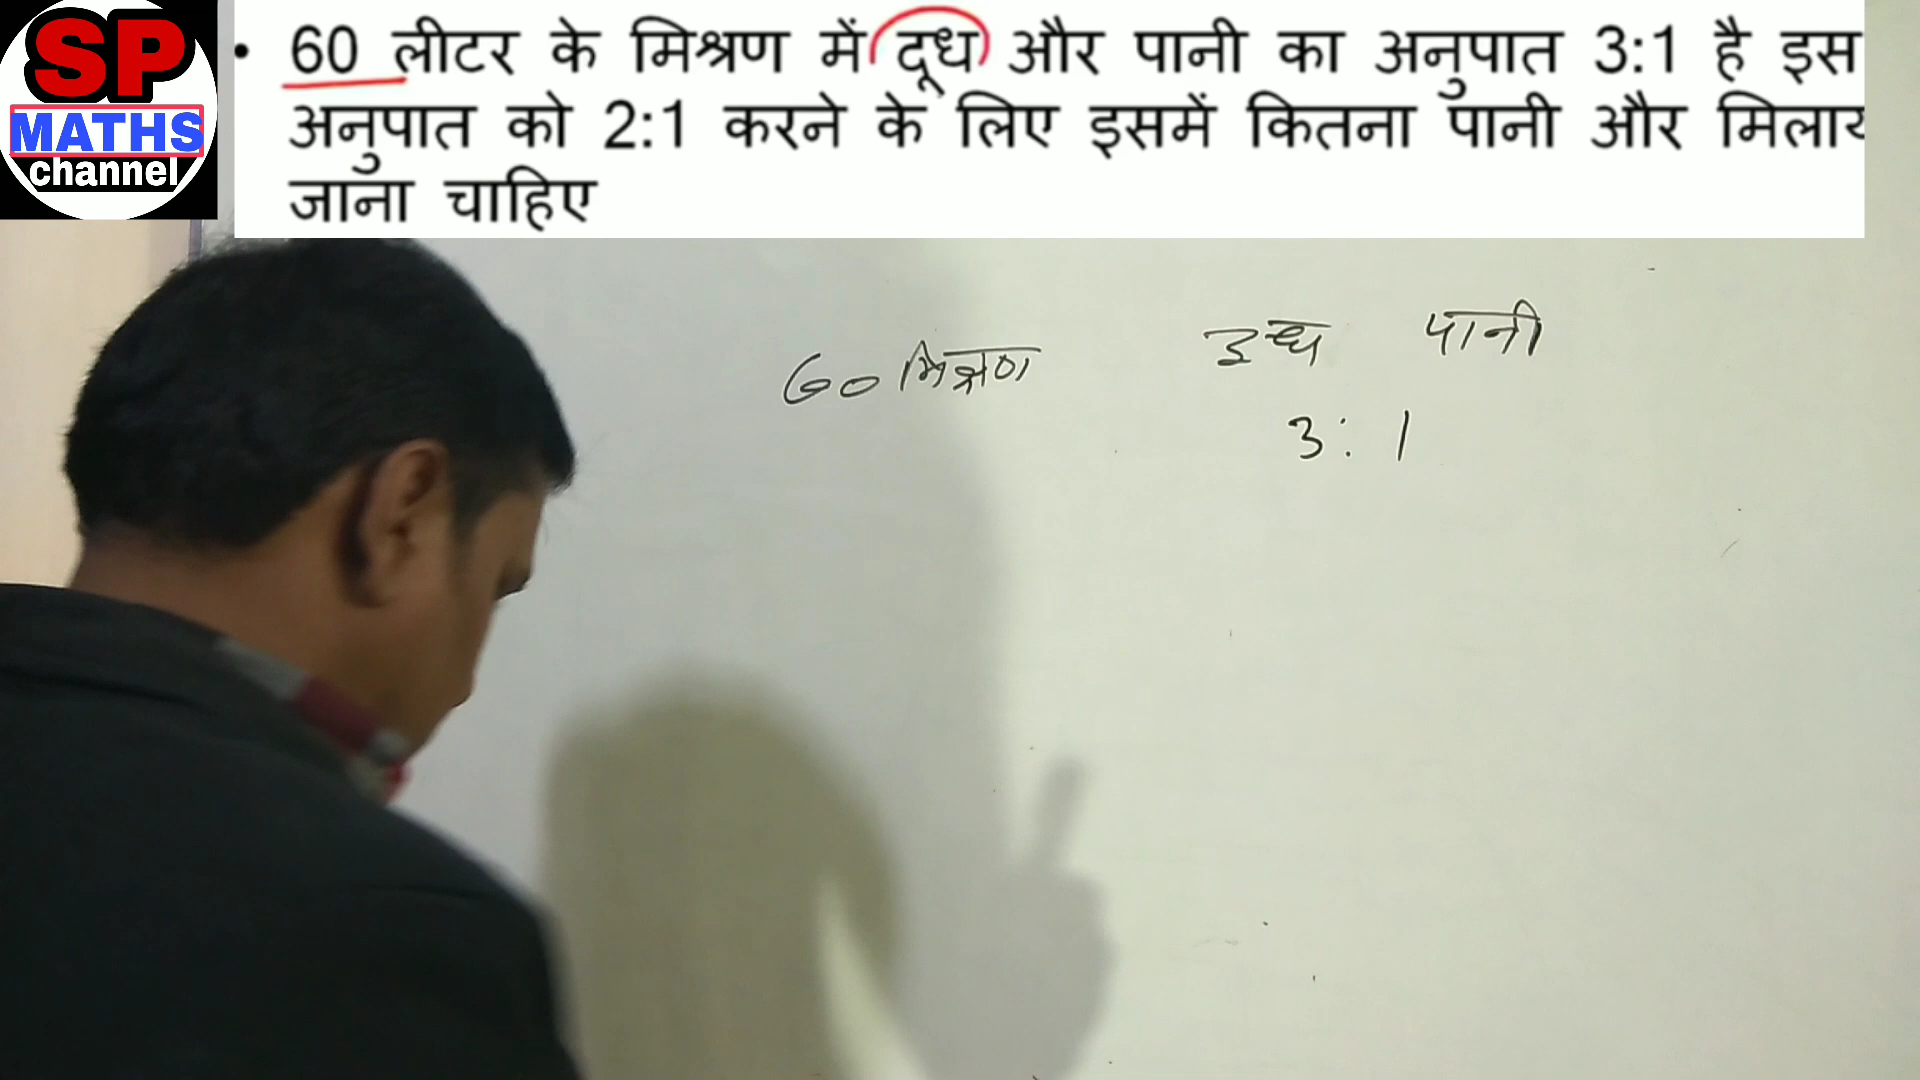 SP
MATHS
channel
• 60 लीटर के मिश्रण में दूध और पानी का अनुपात 3:1 है इस
अनुपात को 2:1 करने के लिए इसमें कितना पानी और मिलाय
जाना चाहिए
60 मिश्रण दुध पानी
3 : 1